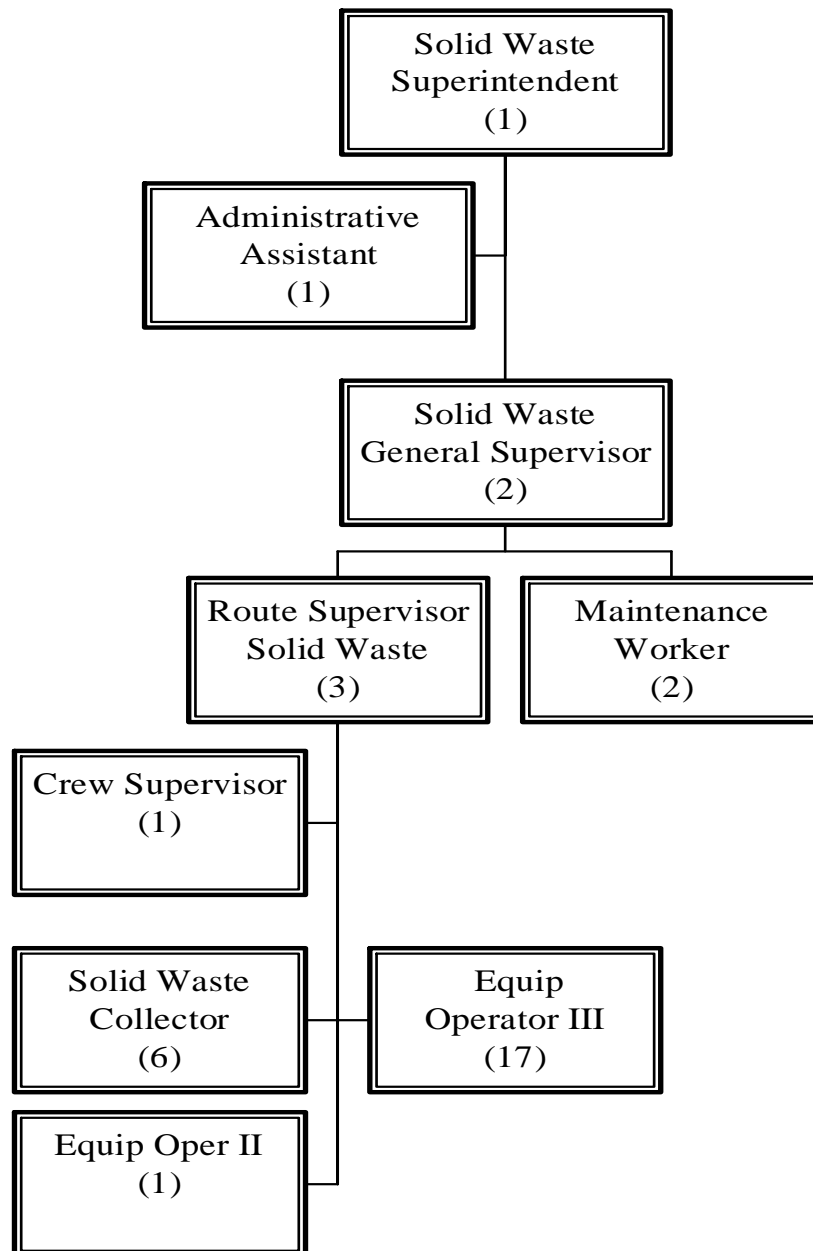 Solid Waste
Superintendent
(1)
Administrative
Assistant
(1)
Solid Waste
General Supervisor
(2)
Route Supervisor
Solid Waste
(3)
Maintenance
Worker
(2)
Crew Supervisor
(1)
Solid Waste
Collector
(6)
Equip
Operator III
(17)
Equip Oper II
(1)